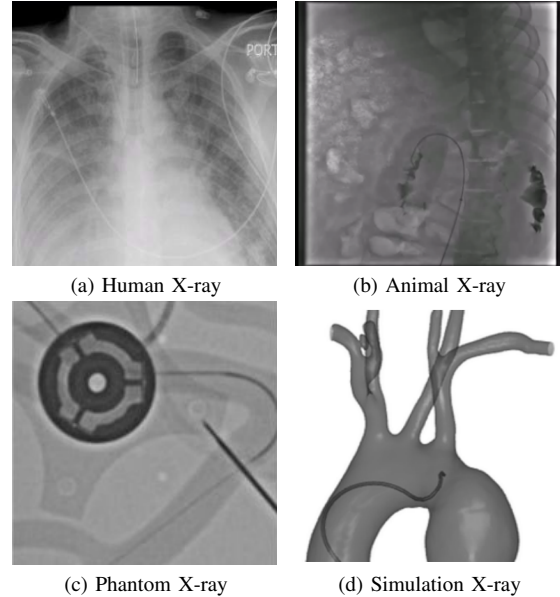 PORT
(a) Human X-ray
(b) Animal X-ray
(c) Phantom X-ray
(d) Simulation X-ray